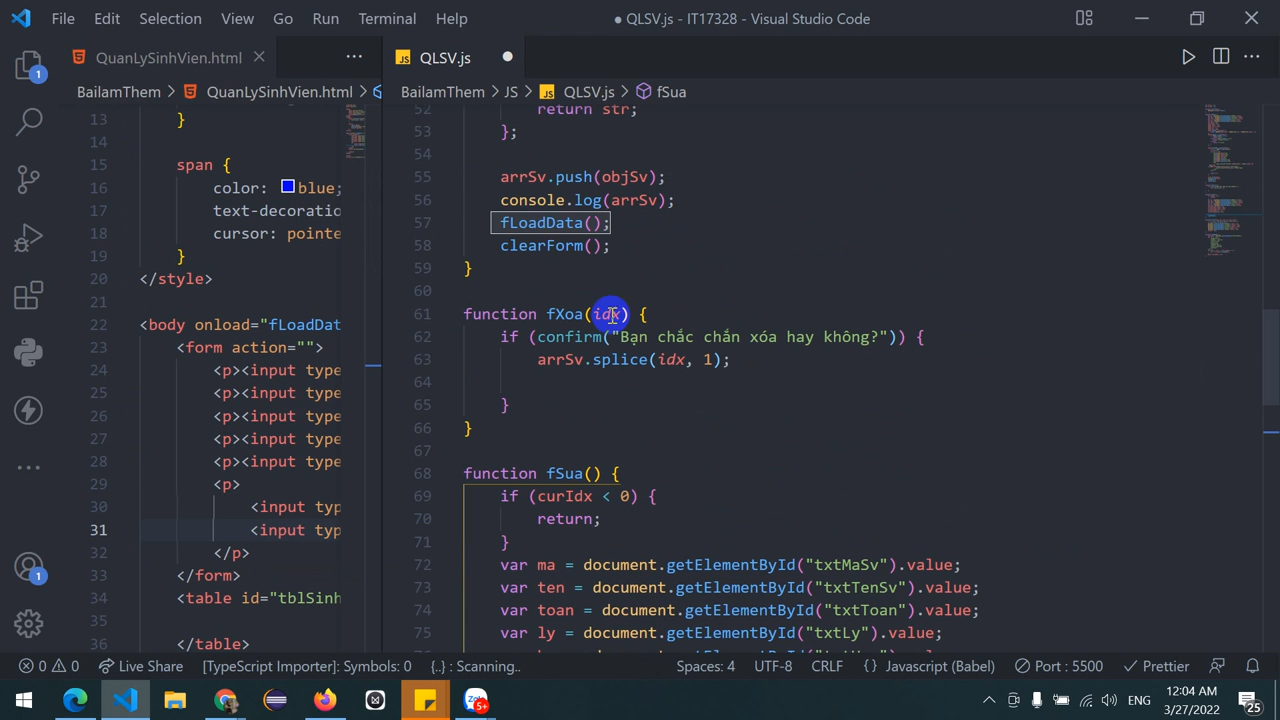 File Edit Selection View Go Run Terminal Help
● QLSV.js - IT17328 - Visual Studio Code
QuanLySinhVien.html
BailamThem > QuanLySinhVien.html >
13 }
15 span {
16 color: blue;
17 text-decoratio
18 cursor: pointe
19 }
20 </style>
21
22 <body onload="fLoadDat
23 <form action="">
24 <p><input type
25 <p><input type
26 <p><input type
27 <p><input type
28 <p><input type
29 <p>
30 <input typ
31 <input typ
32 </p>
33 </form>
34 <table id="tblSinh
35
36 </table>
JS QLSV.js ●
BailamThem > JS > JS QLSV.js > fSua
52 return str;
53 };
54
55 arrSv.push(objSv);
56 console.log(arrSv);
57 fLoadData();
58 clearForm();
59 }
60
61 function fXoa(idx) {
62 if (confirm("Bạn chắc chắn xóa hay không?")) {
63 arrSv.splice(idx, 1);
64
65 }
66 }
67
68 function fSua() {
69 if (curIdx < 0) {
70 return;
71 }
72 var ma = document.getElementById("txtMaSv").value;
73 var ten = document.getElementById("txtTenSv").value;
74 var toan = document.getElementById("txtToan").value;
75 var ly = document.getElementById("txtLy").value;
1
1
0 0 Live Share [TypeScript Importer]: Symbols: 0 {..} : Scanning.. Spaces: 4 UTF-8 CRLF {} Javascript (Babel) Port : 5500 Prettier
Zalo 5+
ENG
12:04 AM
3/27/2022
25